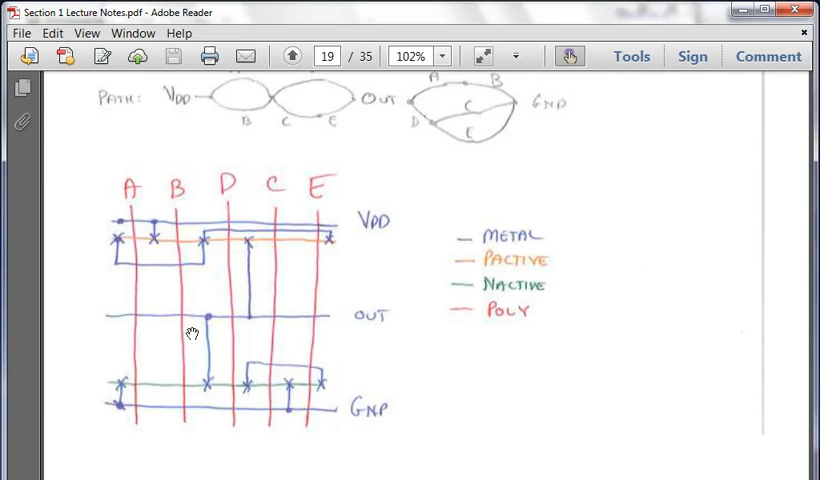 Section 1 Lecture Notes.pdf - Adobe Reader
File Edit View Window Help
19 / 35 102% Tools Sign Comment
PATH: VDD OUT A B GND
B C E D C E
A B D C E
VDD
METAL
PACTIVE
NACTIVE
POLY
OUT
GND